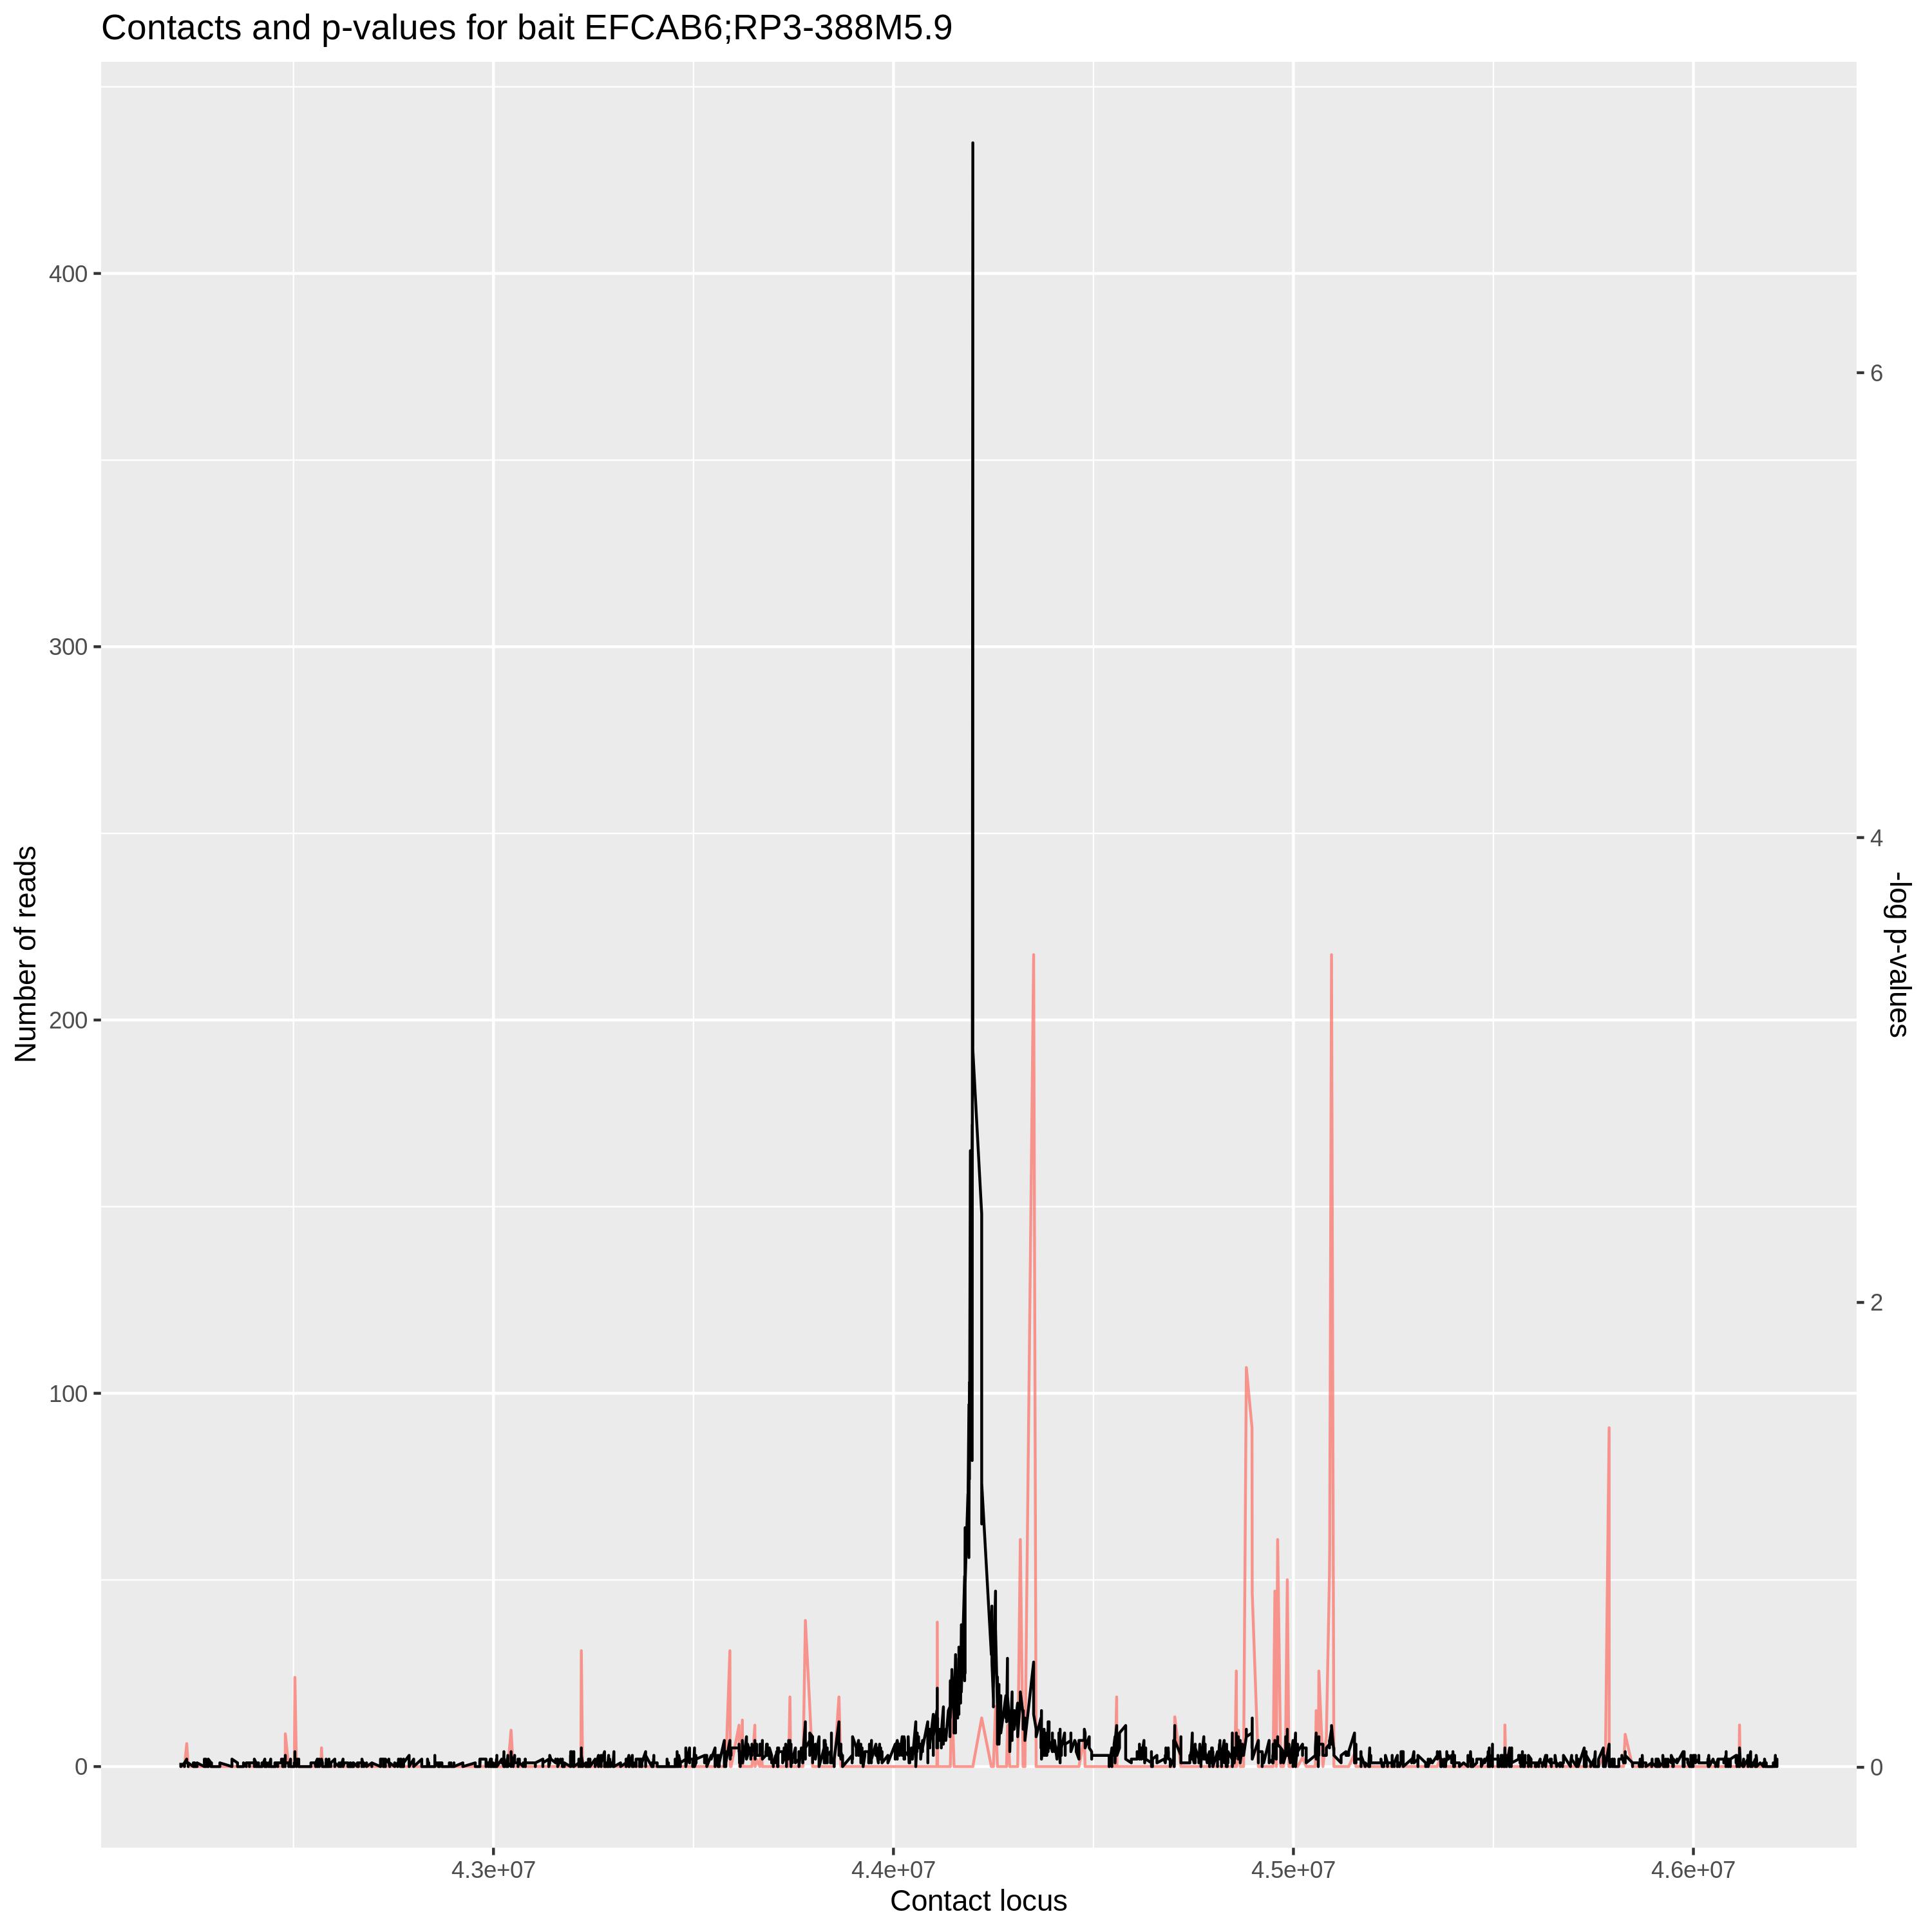 Contacts and p-values for bait EFCAB6;RP3-388M5.9
400
300
200
100
0
Number of reads
6
4
2
0
-log p-values
4.3e+07
4.4e+07
4.5e+07
4.6e+07
Contact locus